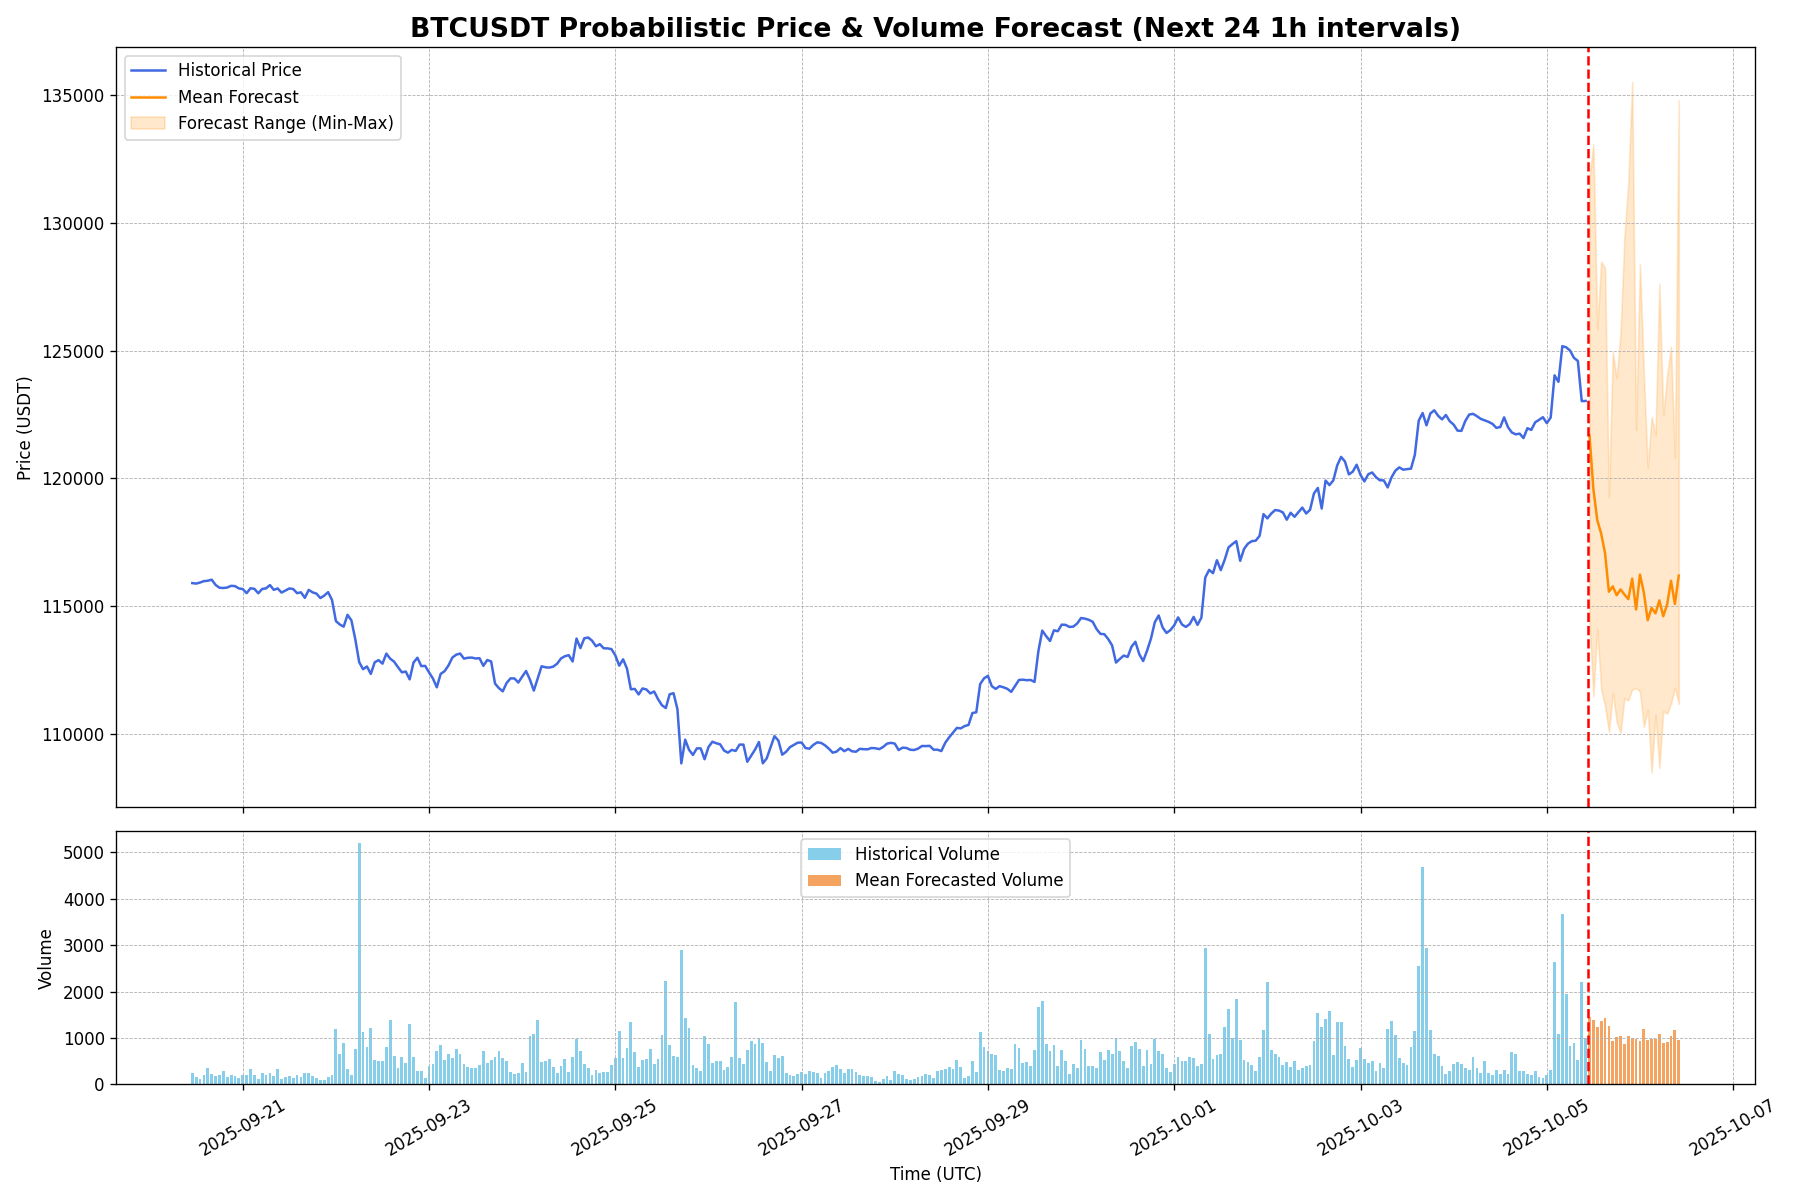 BTCUSDT Probabilistic Price & Volume Forecast (Next 24 1h intervals)
Historical Price
Mean Forecast
Forecast Range (Min-Max)
135000
130000
125000
120000
115000
110000
Price (USDT)
Historical Volume
Mean Forecasted Volume
5000
4000
3000
2000
1000
0
Volume
2025-09-21
2025-09-23
2025-09-25
2025-09-27
2025-09-29
2025-10-01
2025-10-03
2025-10-05
2025-10-07
Time (UTC)